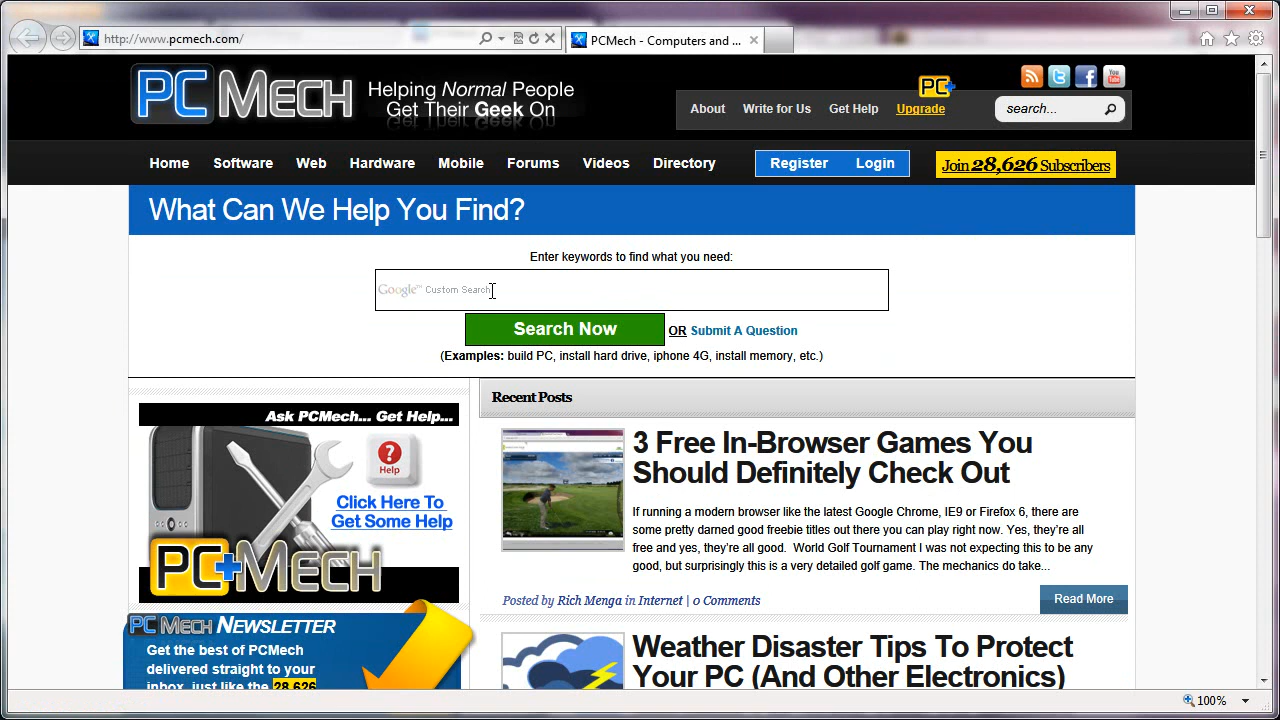 http://www.pcmech.com/
PCMech - Computers and ...
PC MECH
Helping Normal People
Get Their Geek On
PC+
You Tube
About Write for Us Get Help Upgrade
search...
Home Software Web Hardware Mobile Forums Videos Directory
Register Login
Join 28,626 Subscribers
What Can We Help You Find?
Enter keywords to find what you need:
Google™ Custom Search
Search Now OR Submit A Question
(Examples: build PC, install hard drive, iphone 4G, install memory, etc.)
Ask PCMech... Get Help...
Help
Click Here To
Get Some Help
PC+MECH
PC MECH NEWSLETTER
Get the best of PCMech
delivered straight to your
inbox, just like the 28,626
Recent Posts
3 Free In-Browser Games You
Should Definitely Check Out
If running a modern browser like the latest Google Chrome, IE9 or Firefox 6, there are
some pretty darned good freebie titles out there you can play right now. Yes, they're all
free and yes, they're all good. World Golf Tournament I was not expecting this to be any
good, but surprisingly this is a very detailed golf game. The mechanics do take...
Posted by Rich Menga in Internet | 0 Comments
Read More
Weather Disaster Tips To Protect
Your PC (And Other Electronics)
100%